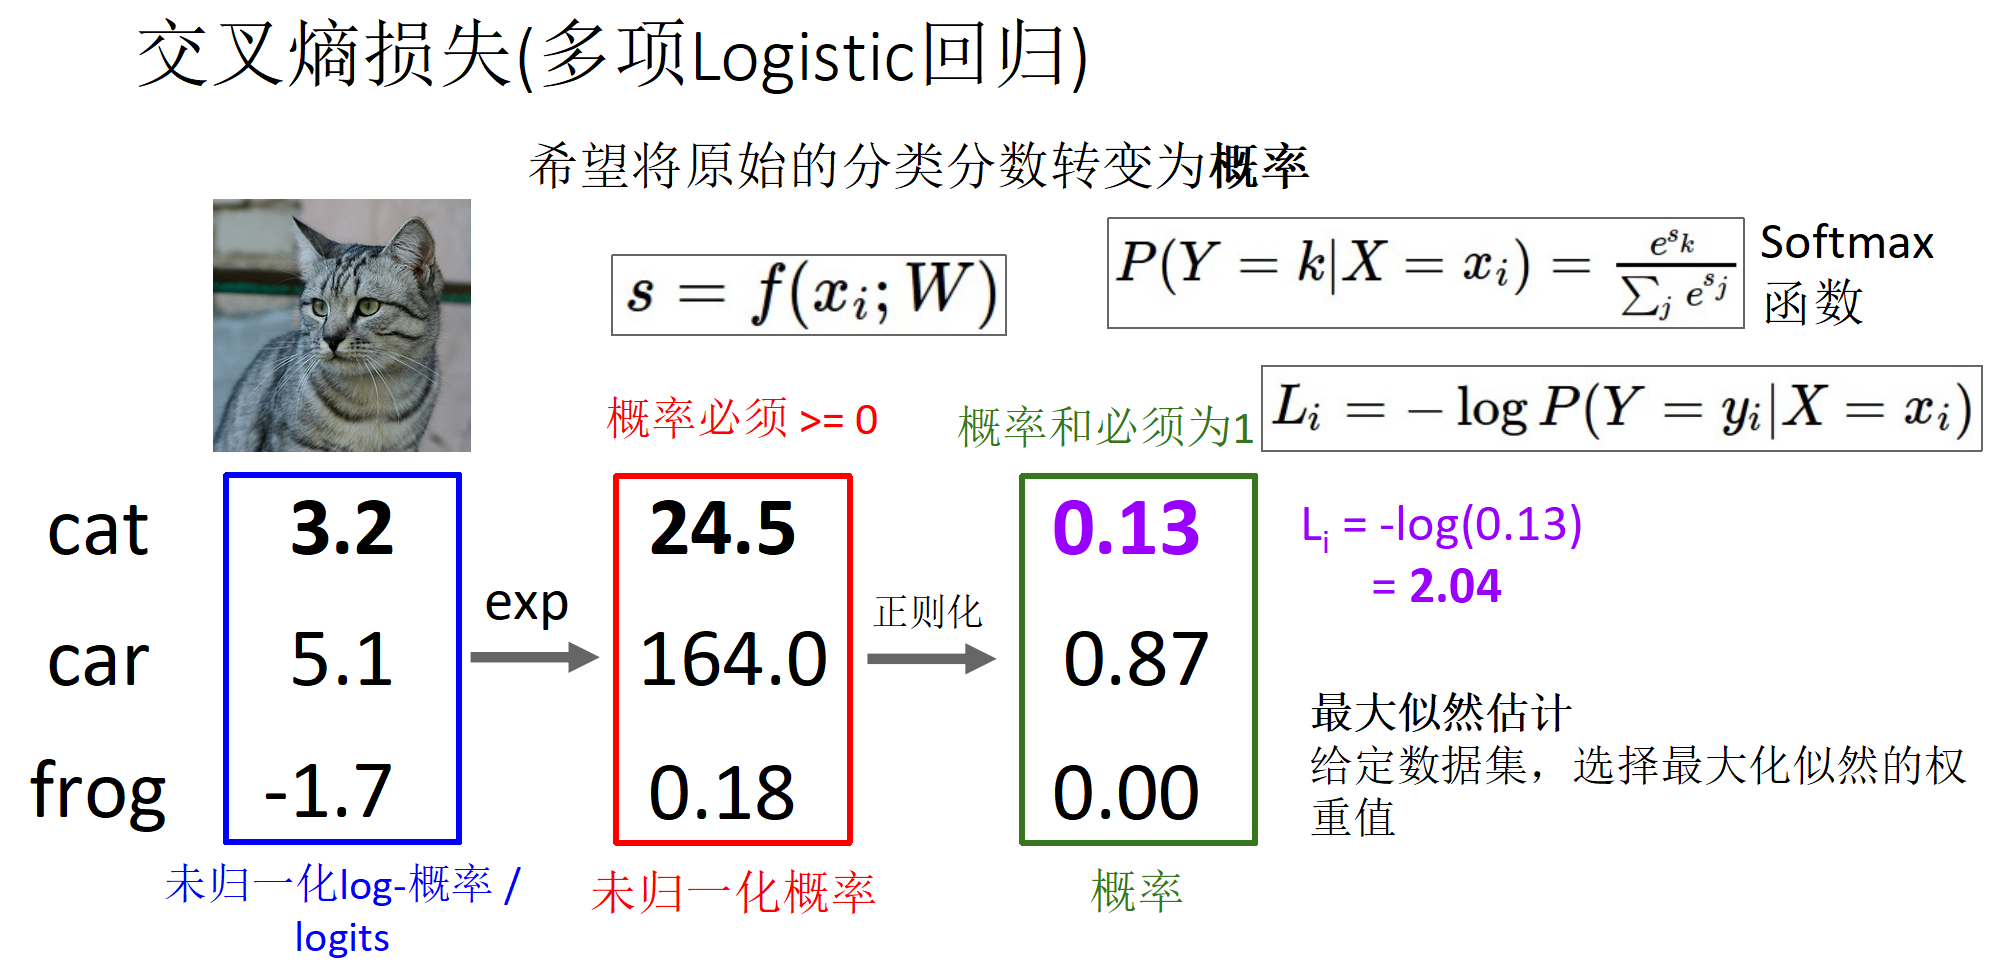 交叉熵损失(多项Logistic回归)
希望将原始的分类分数转变为概率
s = f(x_i; W)
P(Y = k|X = x_i) = \frac{e^{s_k}}{\sum_j e^{s_j}}
Softmax
函数
L_i = -\log P(Y = y_i|X = x_i)
概率必须 >= 0
概率和必须为1
cat 3.2 24.5 0.13
L_i = -log(0.13)
= 2.04
exp
正则化
car 5.1 164.0 0.87
frog -1.7 0.18 0.00
最大似然估计
给定数据集，选择最大化似然的权
重值
未归一化log-概率 /
logits
未归一化概率
概率